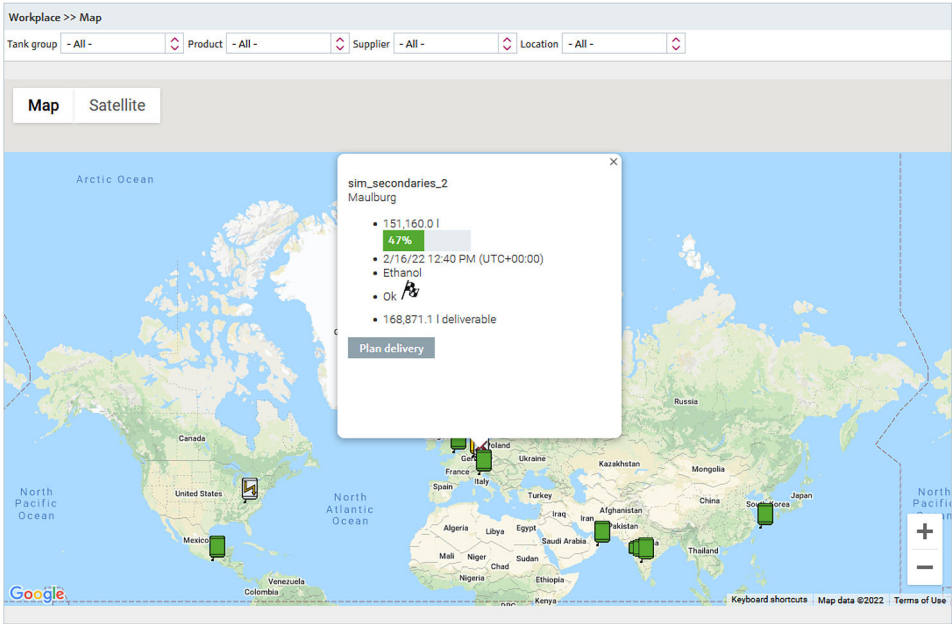 Workplace >> Map
Tank group - All - Product - All - Supplier - All - Location - All -
Map Satellite
Arctic Ocean
sim_secondaries_2
Maulburg
151,160.0 l
47%
2/16/22 12:40 PM (UTC+00:00)
Ethanol
Ok
168,871.1 l deliverable
Plan delivery
Russia
Canada
Poland
Ukraine
France
Kazakhstan
Mongolia
Spain
Italy
United States
North
Pacific
Ocean
North
Atlantic
Ocean
Turkey
China
South Korea
Japan
North
Iraq
Iran
Afghanistan
Pakistan
Algeria
Libya
Egypt
Saudi Arabia
Mexico
Mali
Niger
Chad
Sudan
Thailand
Nigeria
Ethiopia
Venezuela
Colombia
Kenya
+
−
Google
Keyboard shortcuts Map data ©2022 Terms of Use